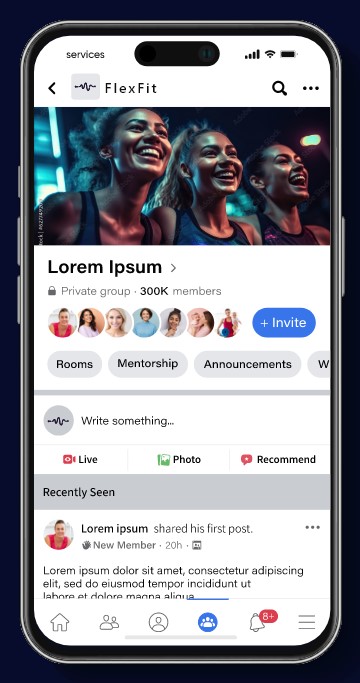 services
FlexFit
Lorem Ipsum
Private group · 300K members
+ Invite
Rooms
Mentorship
Announcements
W
Write something...
Live
Photo
Recommend
Recently Seen
Lorem ipsum shared his first post.
New Member · 20h ·
Lorem ipsum dolor sit amet, consectetur adipiscing
elit, sed do eiusmod tempor incididunt ut
labore et dolore magna aliqua
8+